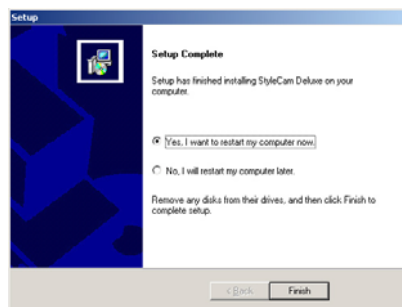 Setup
Setup Complete
Setup has finished installing StyleCam Deluxe on your
computer.
Yes, I want to restart my computer now.
No, I will restart my computer later.
Remove any disks from their drives, and then click Finish to
complete setup.
< Back
Finish